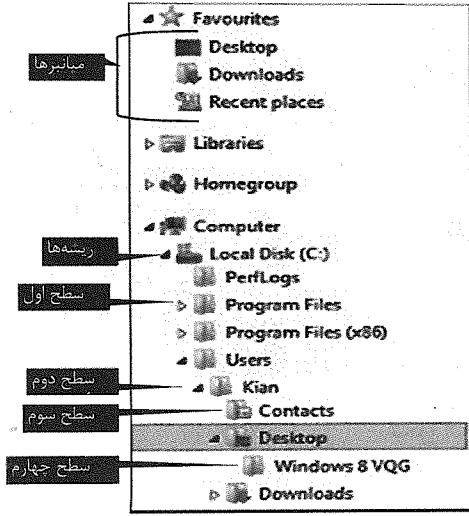 Favourites
Desktop
میانبرها
Downloads
Recent places
Libraries
Homegroup
Computer
ریسه‌ها
Local Disk (C:)
PerfLogs
سطح اول
Program Files
Program Files (x86)
Users
سطح دوم
Kian
سطح سوم
Contacts
Desktop
سطح چهارم
Windows 8 VQG
Downloads